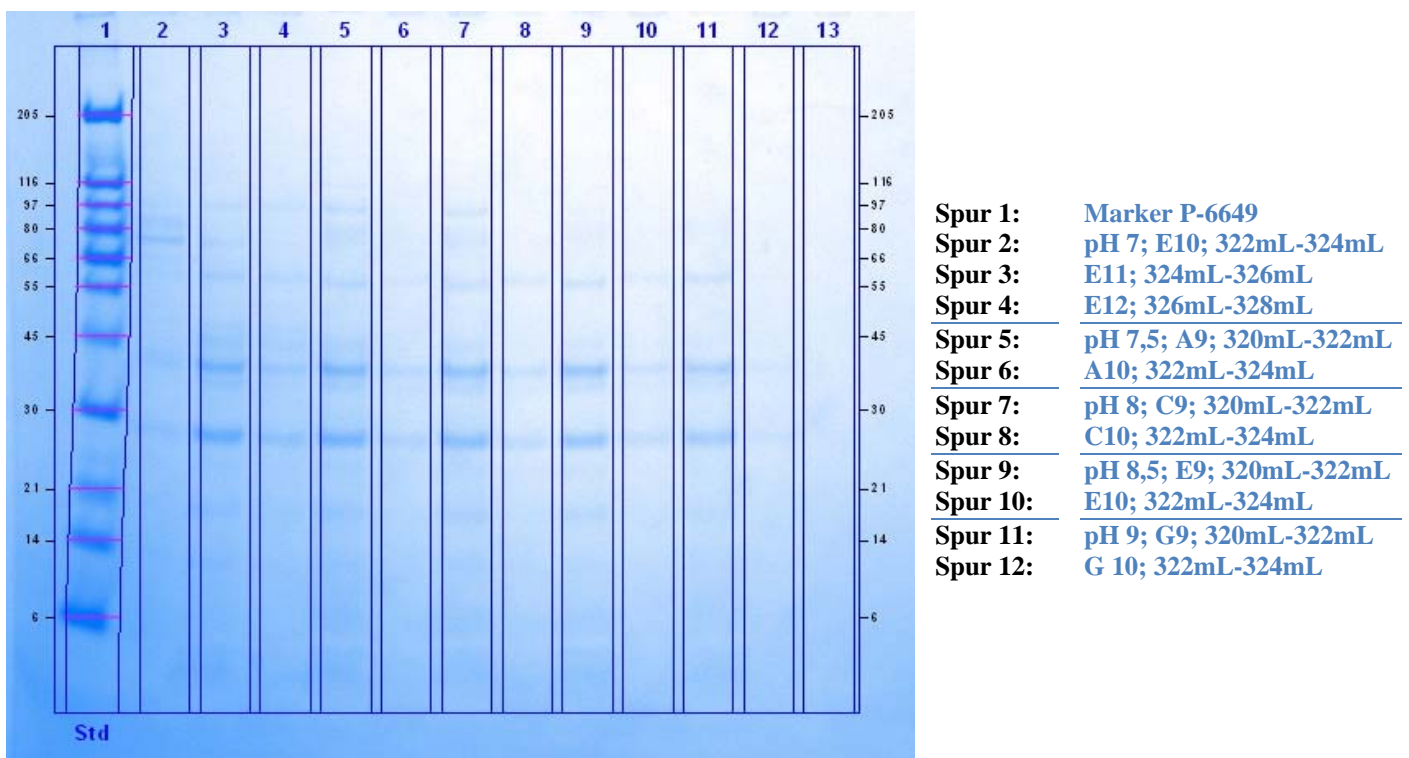 1 2 3 4 5 6 7 8 9 10 11 12 13
205 205
116 116
97 97
80 80
66 66
55 55
45 45
30 30
21 21
14 14
6 6
Std
Spur 1: Marker P-6649
Spur 2: pH 7; E10; 322mL-324mL
Spur 3: E11; 324mL-326mL
Spur 4: E12; 326mL-328mL
Spur 5: pH 7,5; A9; 320mL-322mL
Spur 6: A10; 322mL-324mL
Spur 7: pH 8; C9; 320mL-322mL
Spur 8: C10; 322mL-324mL
Spur 9: pH 8,5; E9; 320mL-322mL
Spur 10: E10; 322mL-324mL
Spur 11: pH 9; G9; 320mL-322mL
Spur 12: G 10; 322mL-324mL